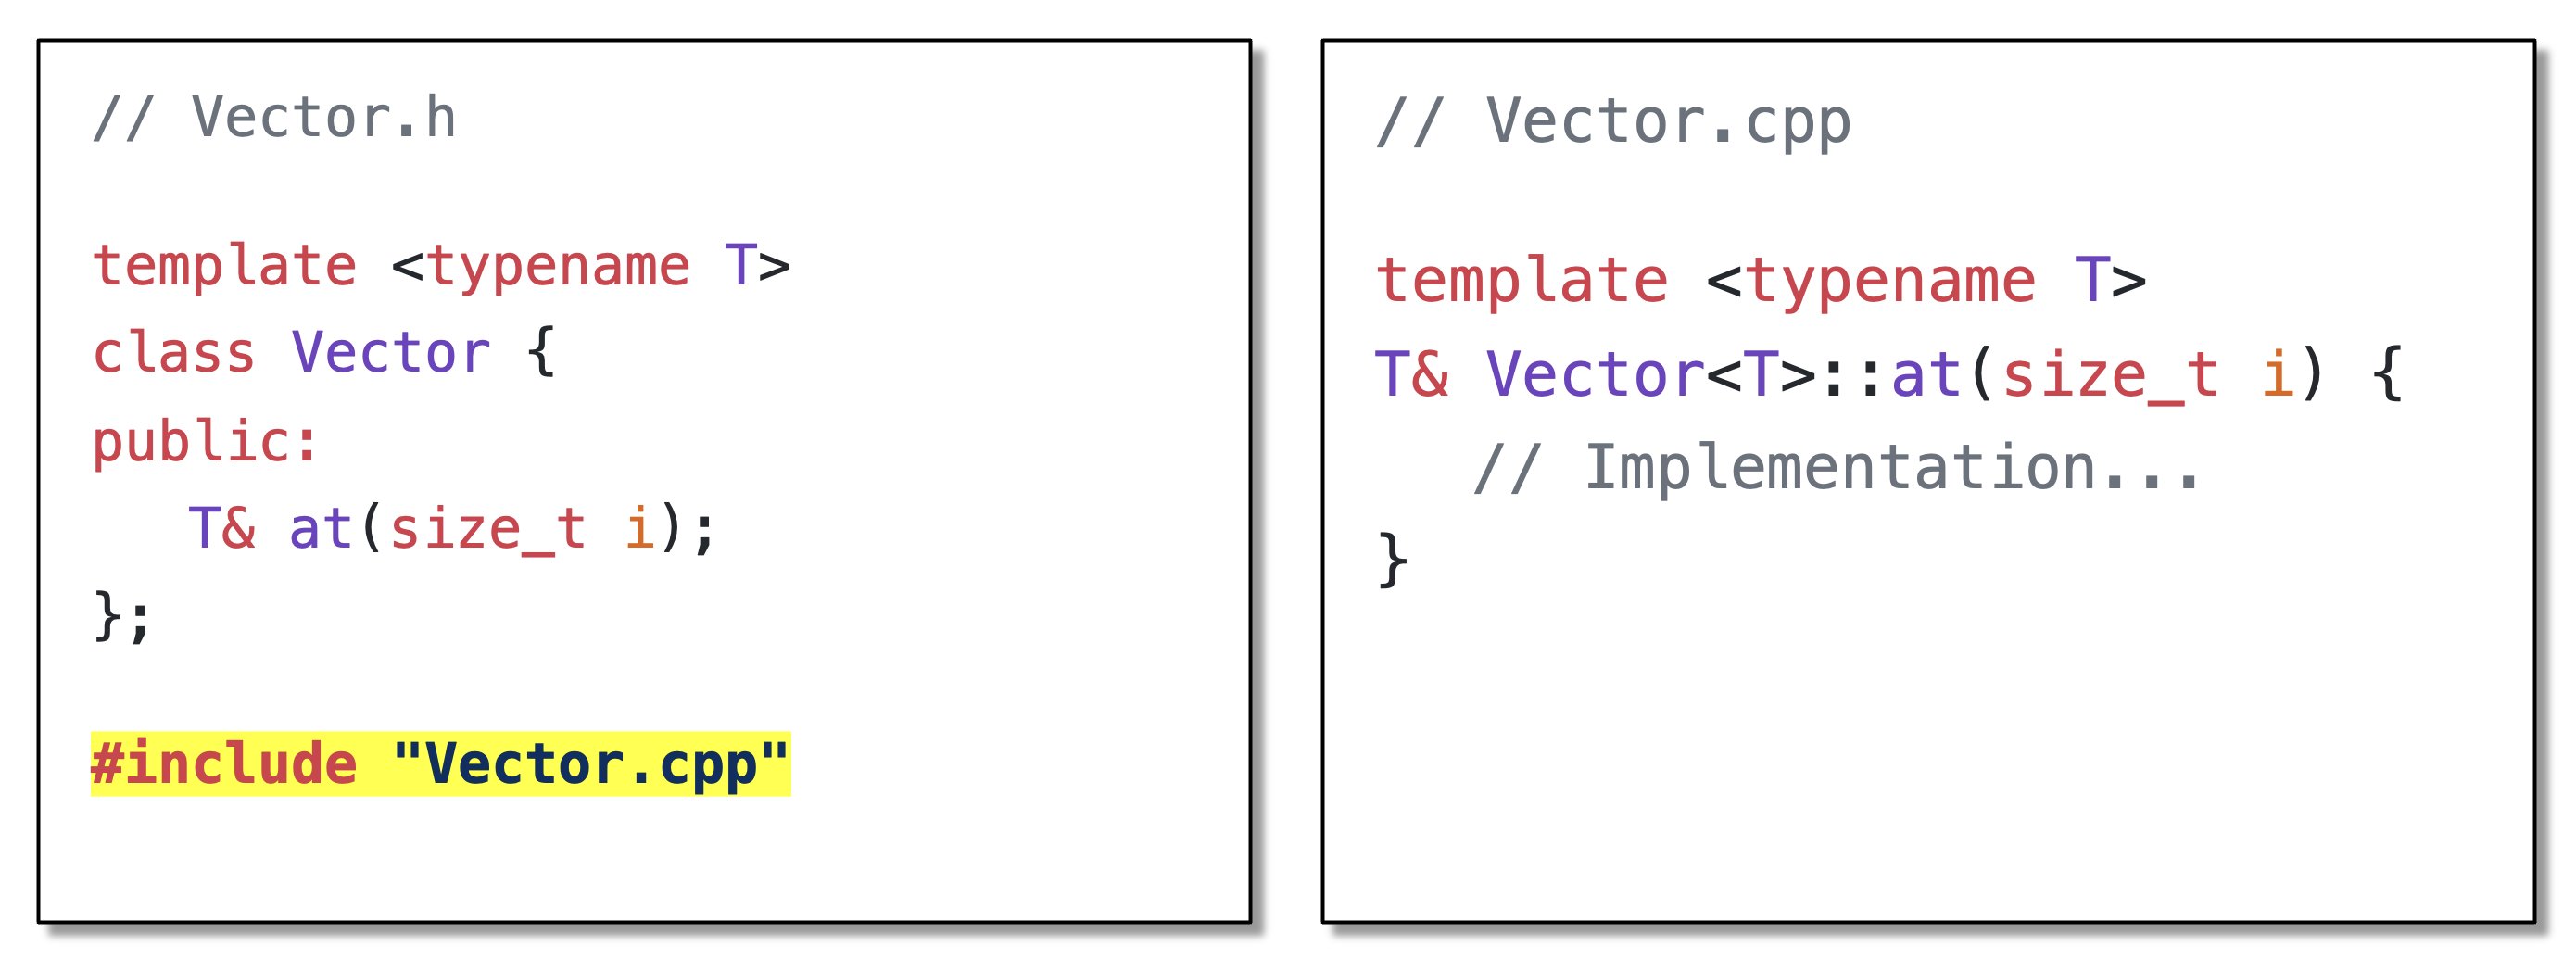 // Vector.h
template <typename T>
class Vector {
public:
T& at(size_t i);
};
#include "Vector.cpp"
// Vector.cpp
template <typename T>
T& Vector<T>::at(size_t i) {
// Implementation...
}